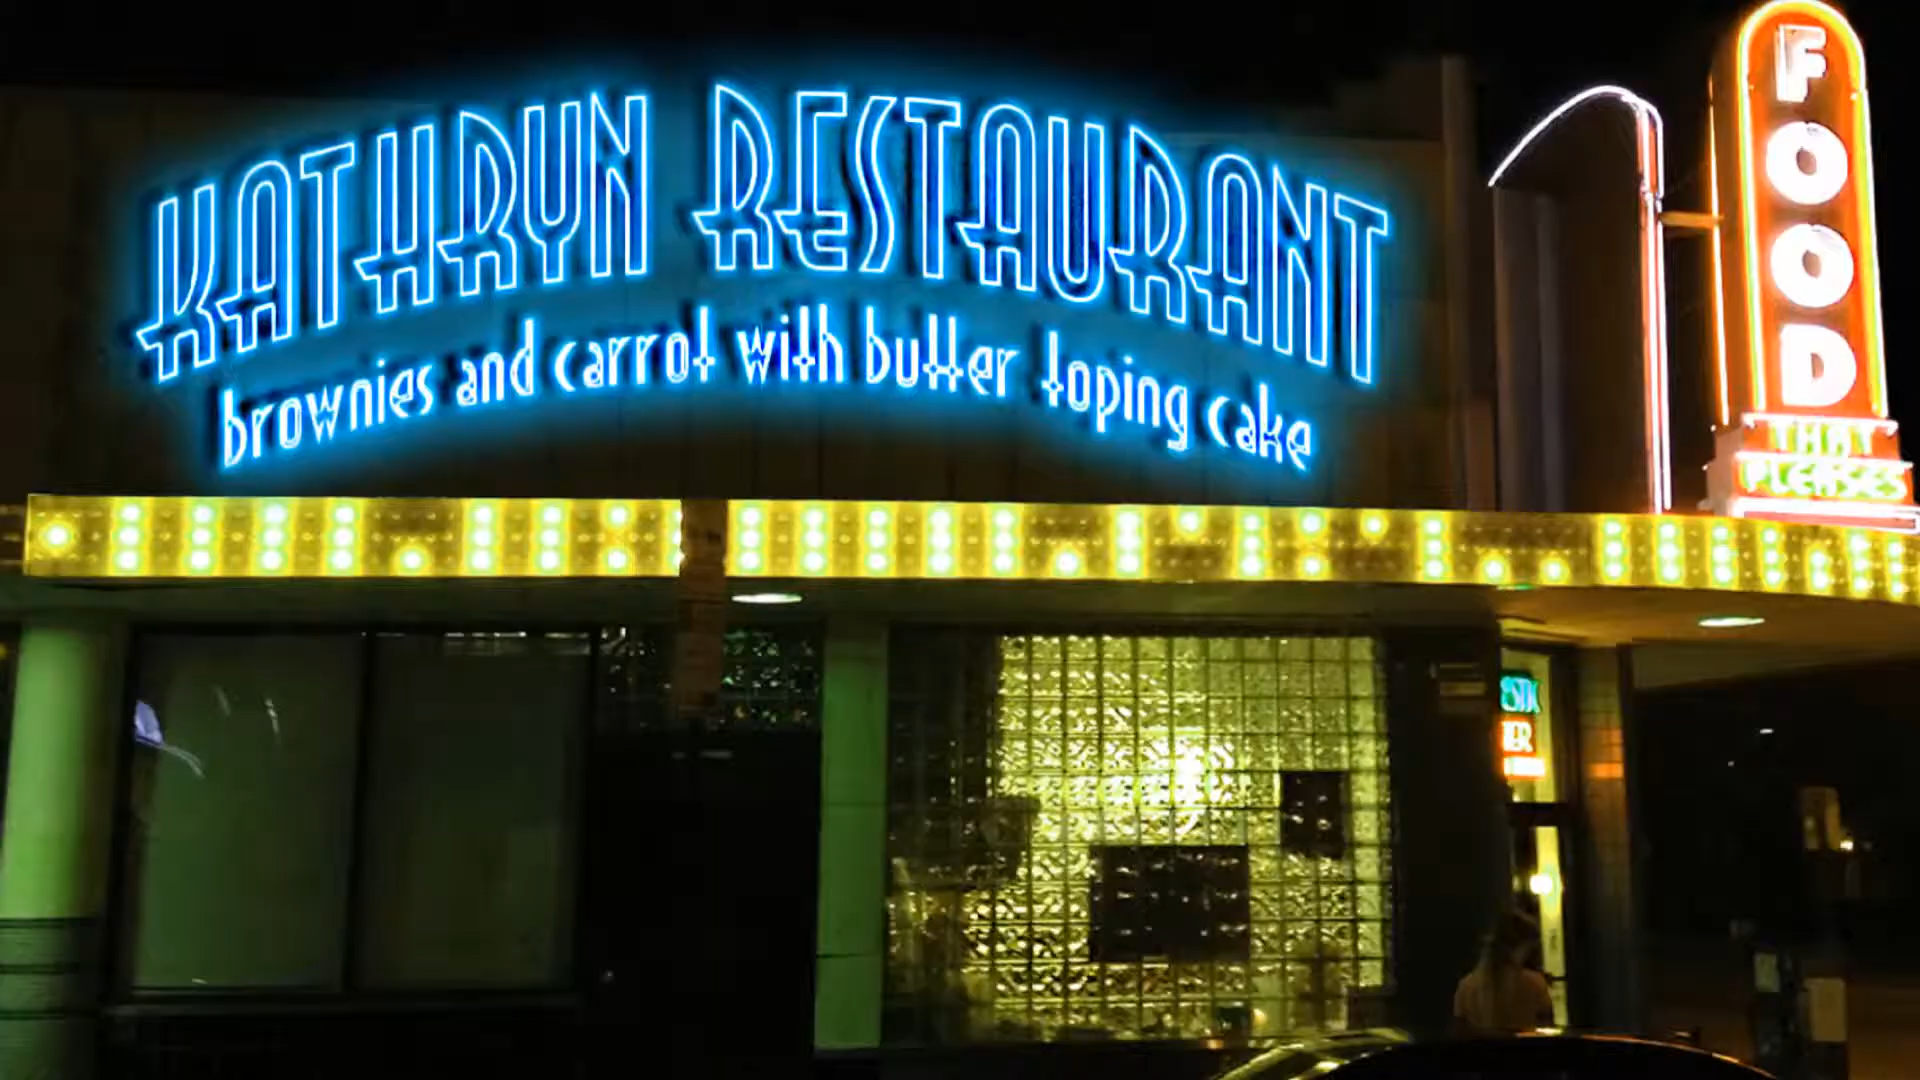 KATHRYN RESTAURANT
brownies and carrot with butter toping cake
FOOD
THAT
PLEASES